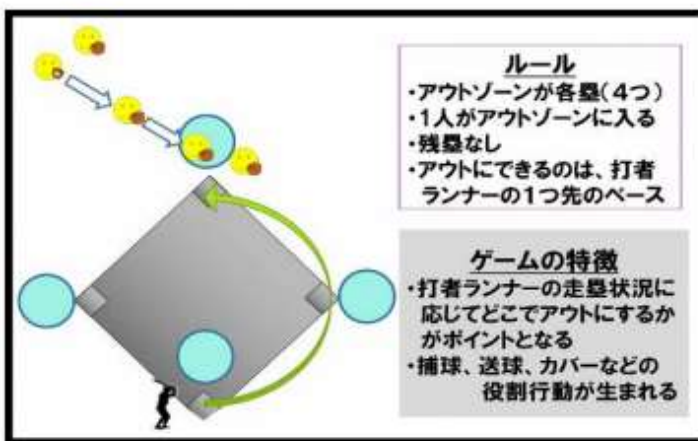 ルール
・アウトゾーンが各塁(4つ)
・1人がアウトゾーンに入る
・残塁なし
・アウトにできるのは、打者
ランナーの1つ先のベース
ゲームの特徴
・打者ランナーの走塁状況に
応じてどこでアウトにするか
がポイントとなる
・捕球、送球、カバーなどの
役割行動が生まれる